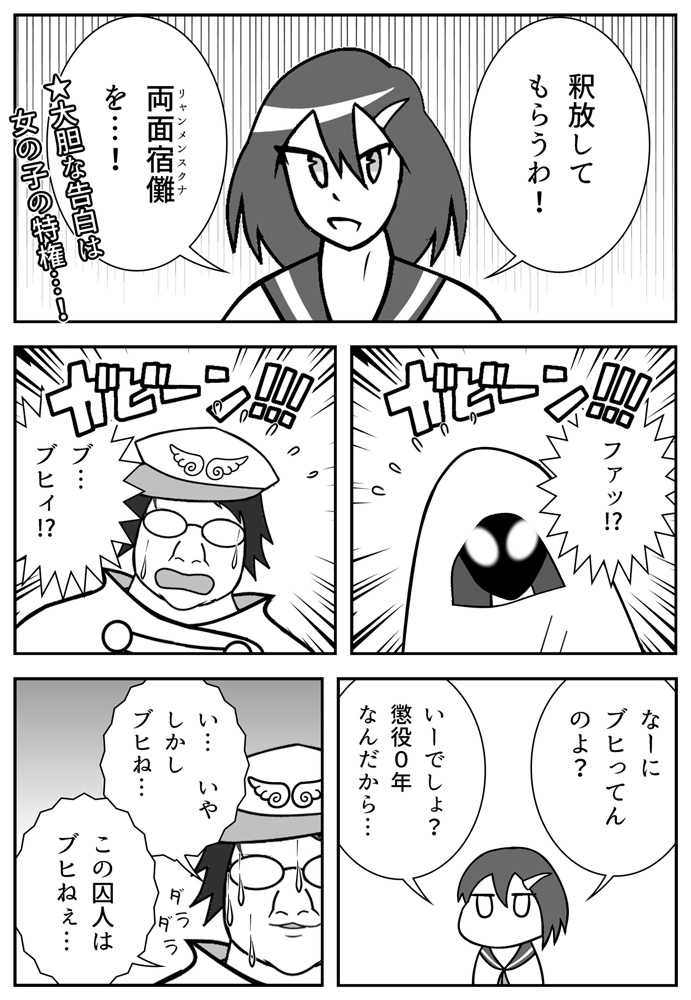 釈放して
もらうわ！
リャンメンスクナ
両面宿儺
を…！
★大胆な告白は
女の子の特権…！
ガビーン!!!
ファッ!?
ガビーン!!!
ブ…
ブヒィ!?
なーに
ブヒってん
のよ？
いーでしょ？
懲役０年
なんだから…
い… いや
しかし
ブヒね…
この囚人は
ブヒねぇ…
ダラ
ダラ